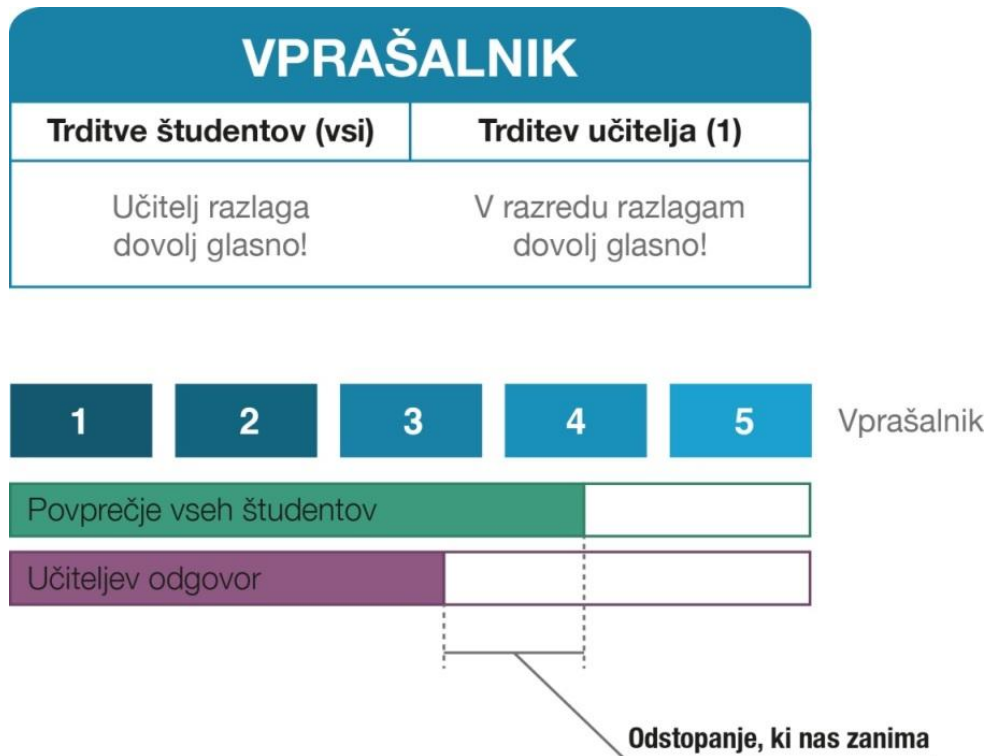 VPRAŠALNIK
Trditve študentov (vsi)
Trditev učitelja (1)
Učitelj razlaga
dovolj glasno!
V razredu razlagam
dovolj glasno!
1 2 3 4 5 Vprašalnik
Povprečje vseh študentov
Učiteljev odgovor
Odstopanje, ki nas zanima